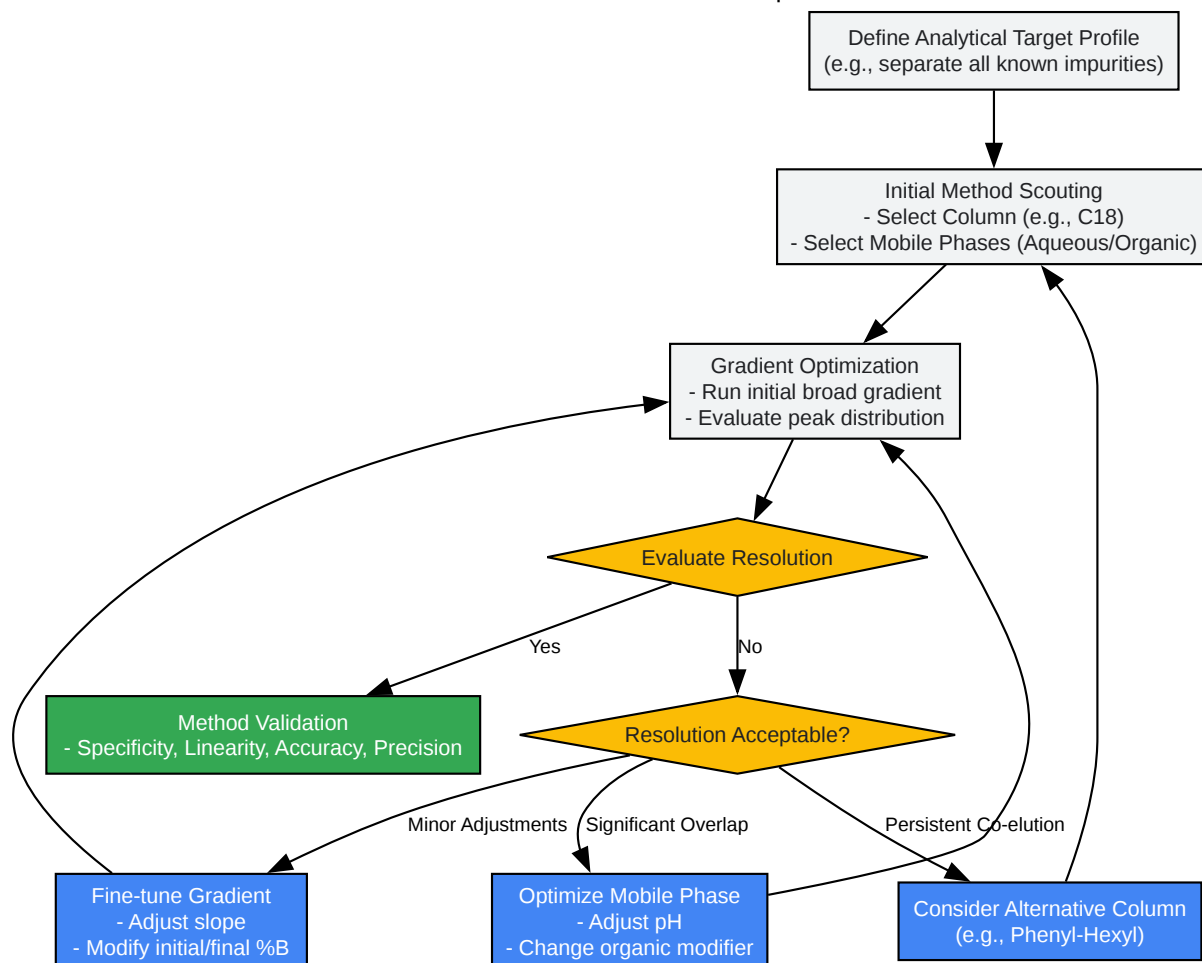 Define Analytical Target Profile
(e.g., separate all known impurities)
Initial Method Scouting
- Select Column (e.g., C18)
- Select Mobile Phases (Aqueous/Organic)
Gradient Optimization
- Run initial broad gradient
- Evaluate peak distribution
Evaluate Resolution
Yes
No
Method Validation
- Specificity, Linearity, Accuracy, Precision
Resolution Acceptable?
Minor Adjustments
Significant Overlap
Persistent Co-elution
Fine-tune Gradient
- Adjust slope
- Modify initial/final %B
Optimize Mobile Phase
- Adjust pH
- Change organic modifier
Consider Alternative Column
(e.g., Phenyl-Hexyl)